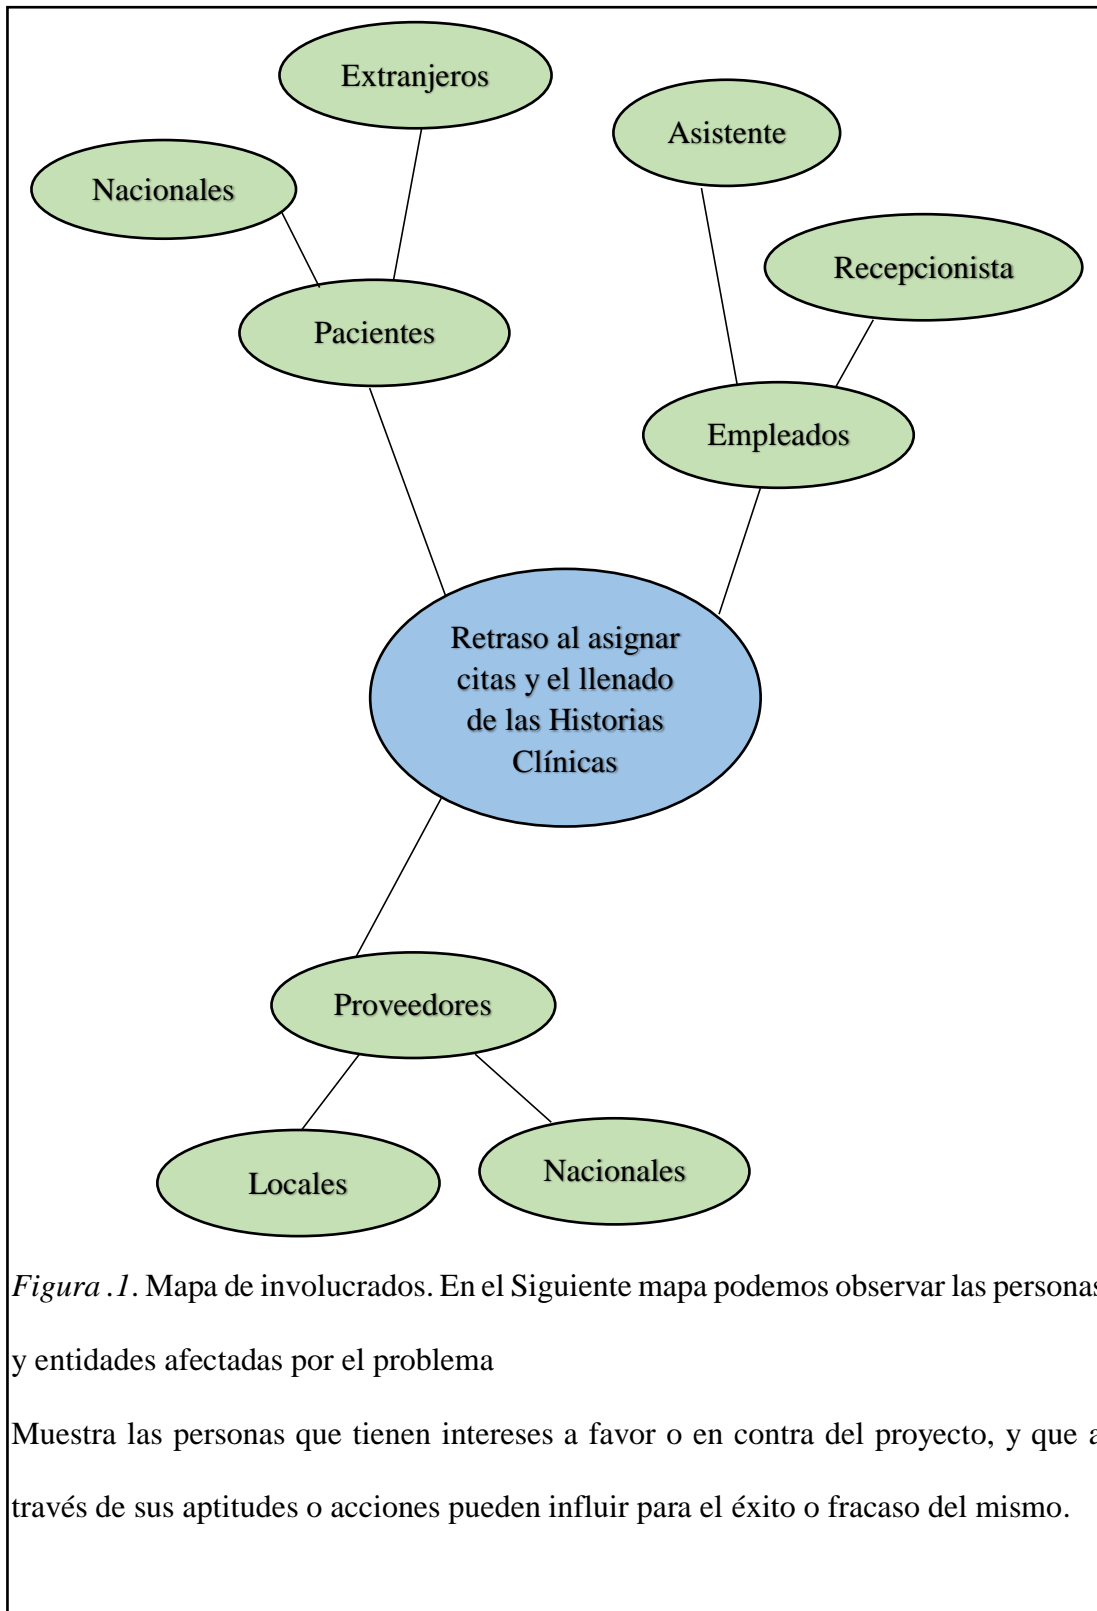 Extranjeros
Asistente
Nacionales
Recepcionista
Pacientes
Empleados
Retraso al asignar
citas y el llenado
de las Historias
Clínicas
Proveedores
Locales
Nacionales
Figura .1. Mapa de involucrados. En el Siguiente mapa podemos observar las personas
y entidades afectadas por el problema
Muestra las personas que tienen intereses a favor o en contra del proyecto, y que a
través de sus aptitudes o acciones pueden influir para el éxito o fracaso del mismo.